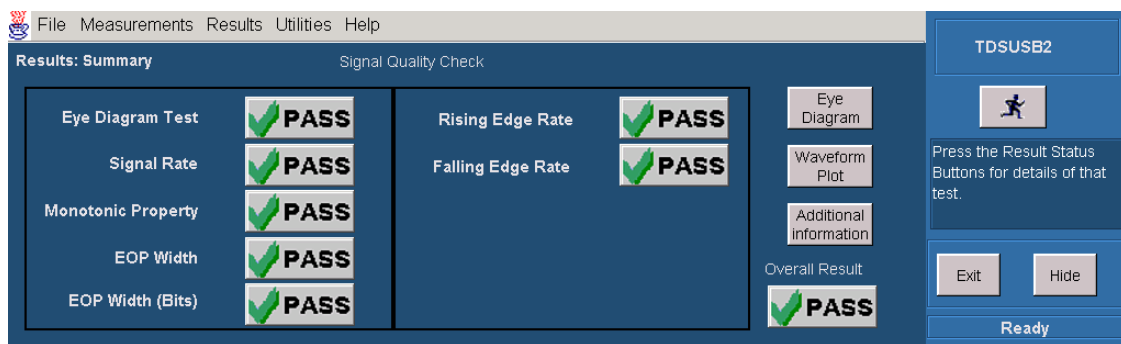 File Measurements Results Utilities Help
Results: Summary
Signal Quality Check
Eye Diagram Test PASS
Signal Rate PASS
Monotonic Property PASS
EOP Width PASS
EOP Width (Bits) PASS
Rising Edge Rate PASS
Falling Edge Rate PASS
Eye
Diagram
Waveform
Plot
Additional
information
Overall Result
PASS
TDSUSB2
Press the Result Status
Buttons for details of that
test.
Exit
Hide
Ready